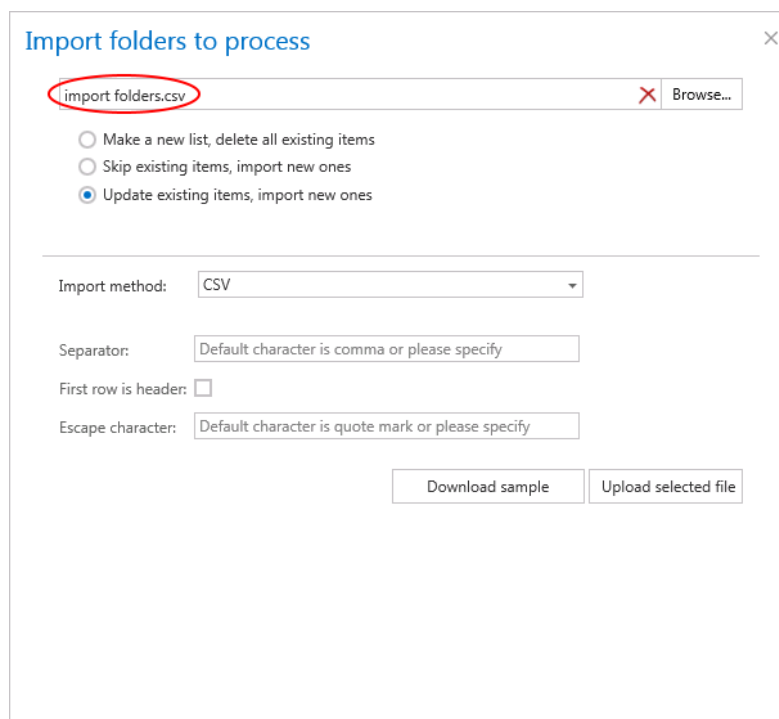 Import folders to process
import folders.csv
Browse...
Make a new list, delete all existing items
Skip existing items, import new ones
Update existing items, import new ones
Import method: CSV
Separator: Default character is comma or please specify
First row is header:
Escape character: Default character is quote mark or please specify
Download sample
Upload selected file